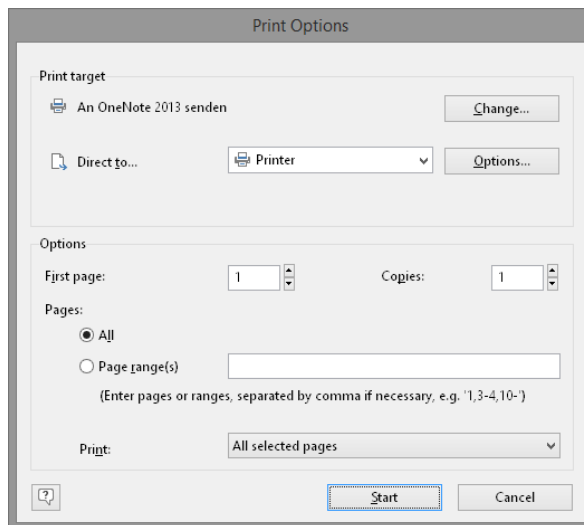 Print Options
Print target
An OneNote 2013 senden
Change...
Direct to...
Printer
Options...
Options
First page:
1
Copies:
1
Pages:
All
Page range(s)
(Enter pages or ranges, separated by comma if necessary, e.g. '1,3-4,10-')
Print:
All selected pages
?
Start
Cancel